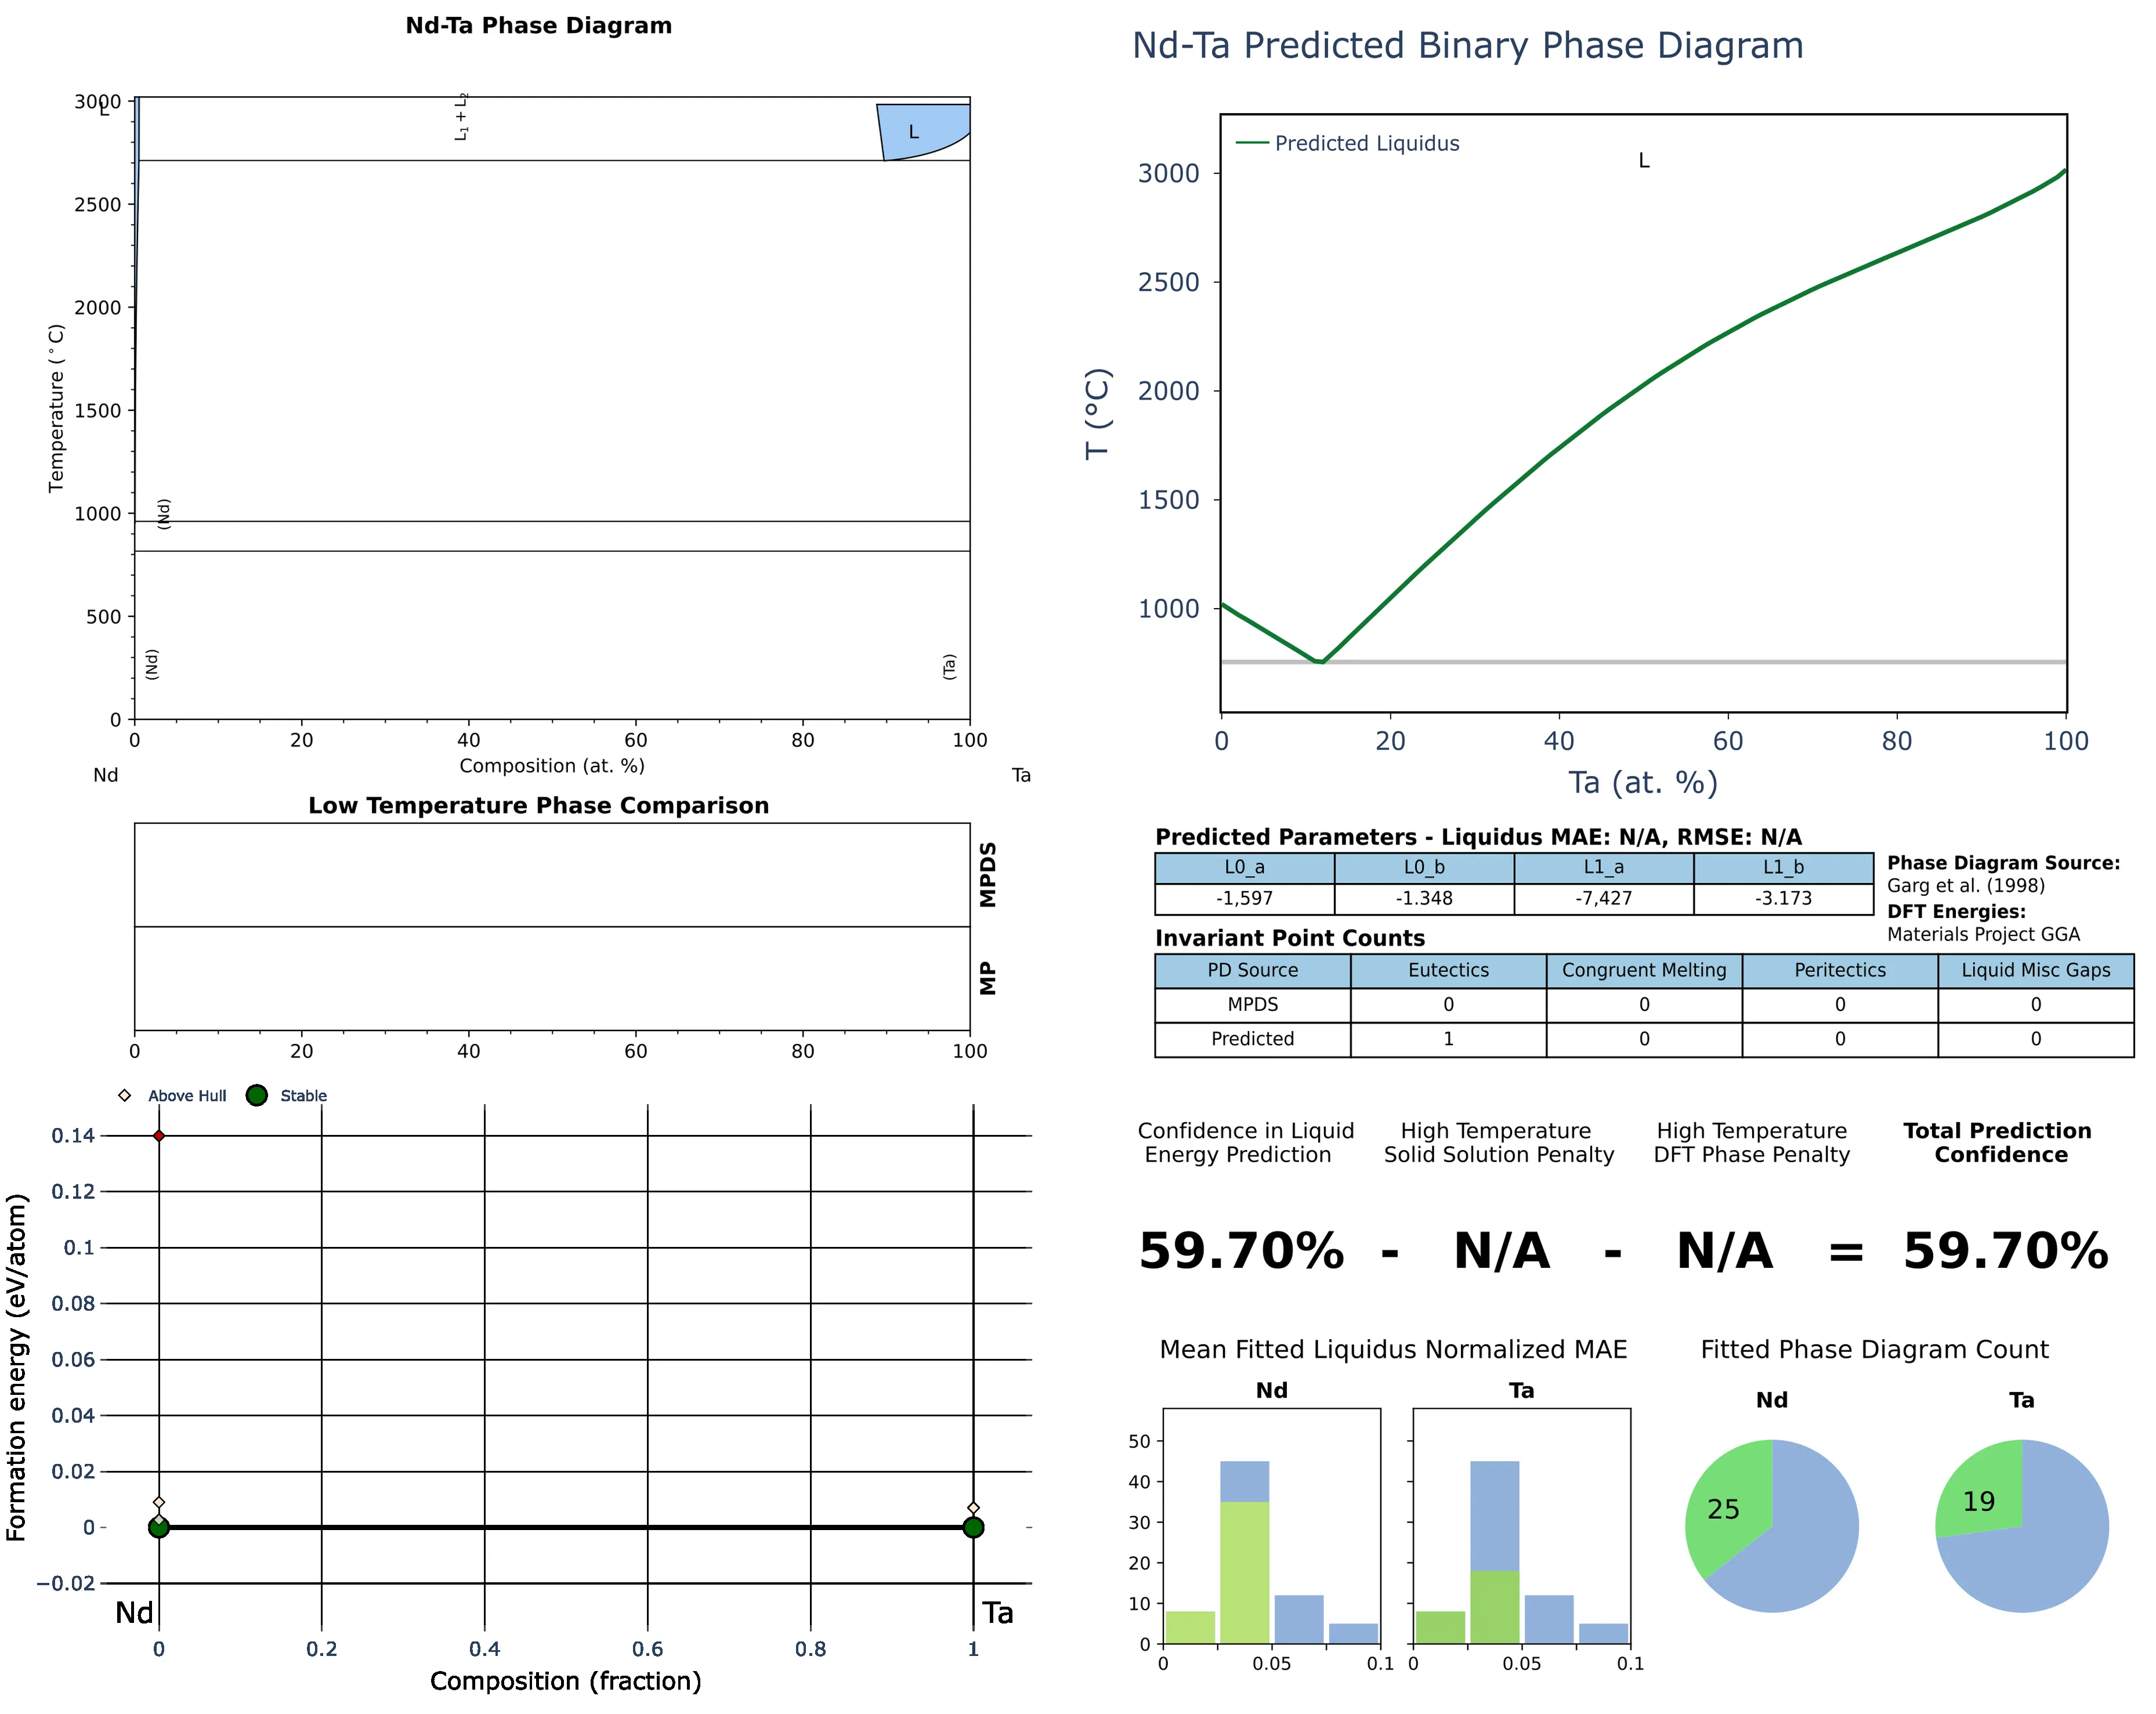 Nd-Ta Phase Diagram
3000
2500
2000
1500
1000
500
0
Temperature (°C)
L
L₁ + L₂
L
(Nd)
(Nd)
(Ta)
0 20 40 60 80 100
Composition (at. %)
Nd Ta
Low Temperature Phase Comparison
MPDS
MP
0 20 40 60 80 100
Above Hull Stable
0.14
0.12
0.1
0.08
0.06
0.04
0.02
0
−0.02
Formation energy (eV/atom)
Nd Ta
0 0.2 0.4 0.6 0.8 1
Composition (fraction)
Nd-Ta Predicted Binary Phase Diagram
Predicted Liquidus
L
3000
2500
2000
1500
1000
T (°C)
0 20 40 60 80 100
Ta (at. %)
Predicted Parameters - Liquidus MAE: N/A, RMSE: N/A
L0_a L0_b L1_a L1_b
-1,597 -1.348 -7,427 -3.173
Phase Diagram Source:
Garg et al. (1998)
DFT Energies:
Materials Project GGA
Invariant Point Counts
PD Source Eutectics Congruent Melting Peritectics Liquid Misc Gaps
MPDS 0 0 0 0
Predicted 1 0 0 0
Confidence in Liquid
Energy Prediction
High Temperature
Solid Solution Penalty
High Temperature
DFT Phase Penalty
Total Prediction
Confidence
59.70% - N/A - N/A = 59.70%
Mean Fitted Liquidus Normalized MAE
Nd Ta
50
40
30
20
10
0
0 0.05 0.1 0 0.05 0.1
Fitted Phase Diagram Count
Nd Ta
25 19